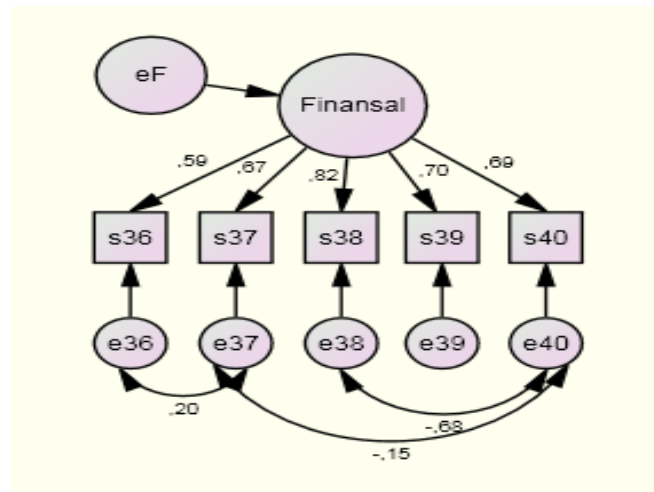 eF
Finansal
,59 ,67 ,82 ,70 ,69
s36 s37 s38 s39 s40
e36 e37 e38 e39 e40
,20
-,68
-,15